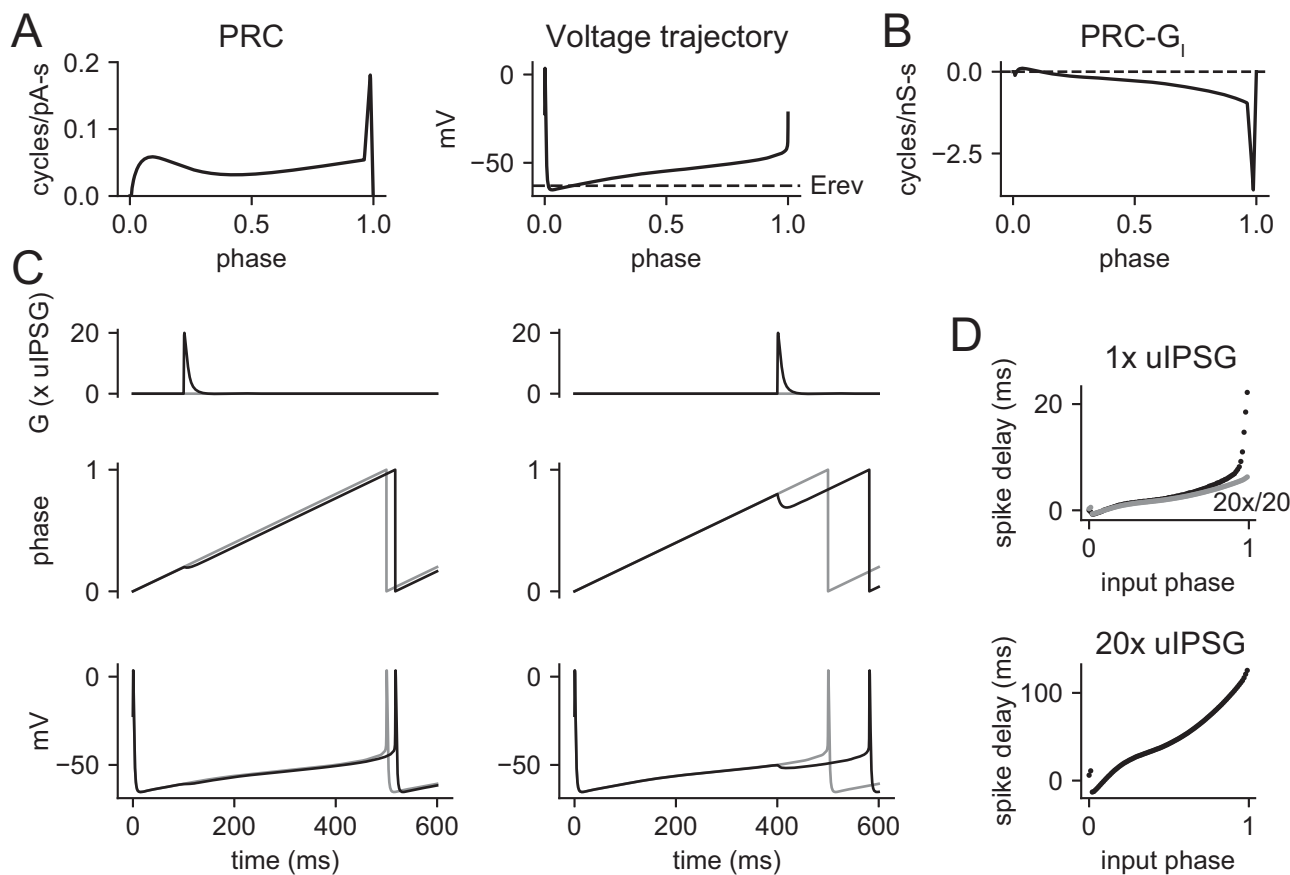 A
PRC
cycles/pA-s
0.2
0.1
0.0
0.0
0.5
1.0
phase
Voltage trajectory
mV
0
−50
Erev
0.0
0.5
1.0
phase
B
PRC-GI
cycles/nS-s
0.0
−2.5
0.0
0.5
1.0
phase
C
G (x uIPSG)
20
0
20
0
phase
1
0
1
0
mV
0
−50
0
200
400
600
time (ms)
0
−50
0
200
400
600
time (ms)
D
1x uIPSG
spike delay (ms)
20
0
20x/20
0
1
input phase
20x uIPSG
spike delay (ms)
100
0
0
1
input phase